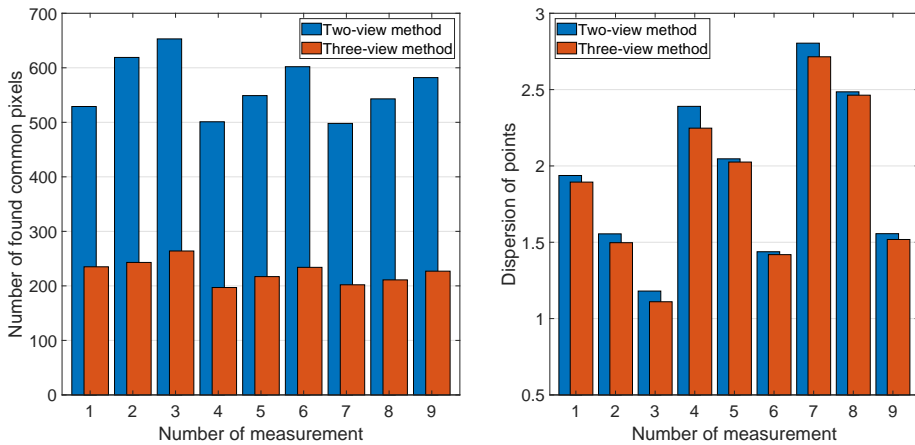 700
600
500
400
300
200
100
0
Number of found common pixels
Two-view method
Three-view method
1 2 3 4 5 6 7 8 9
Number of measurement
3
2.5
2
1.5
1
0.5
Dispersion of points
Two-view method
Three-view method
1 2 3 4 5 6 7 8 9
Number of measurement